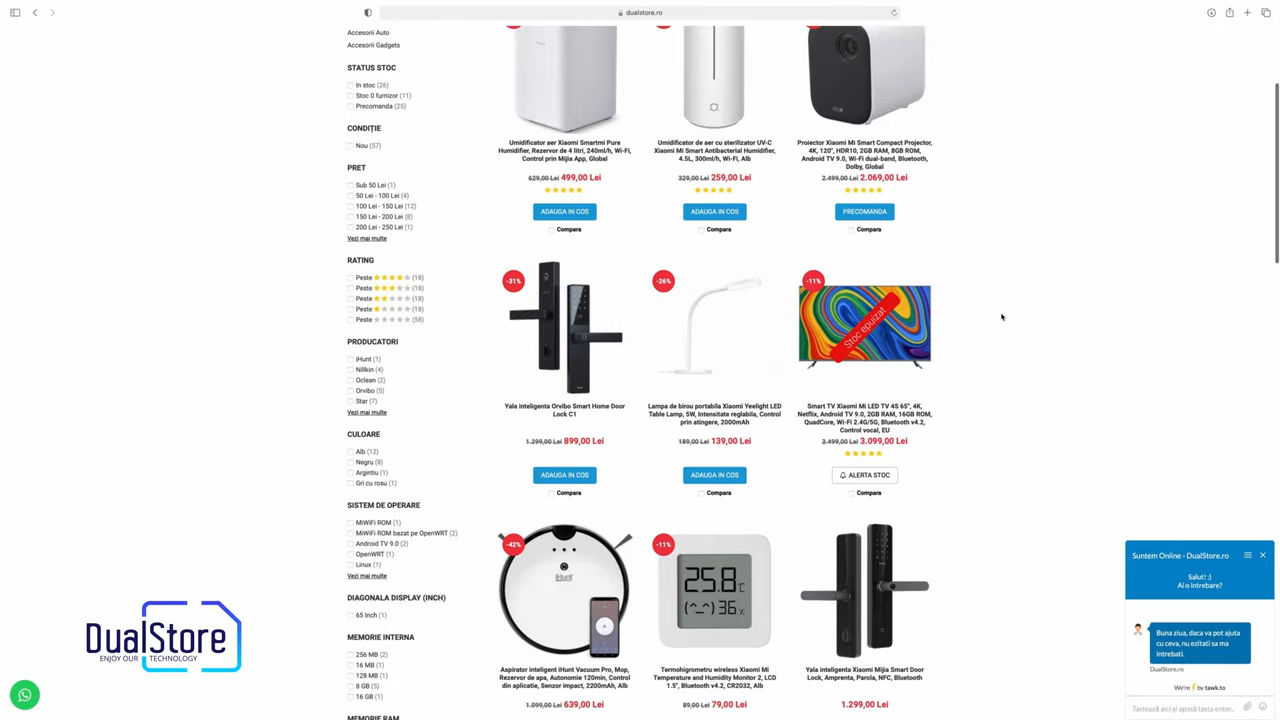 dualstore.ro
Accesorii Auto
Accesorii Gadgets
STATUS STOC
In stoc (26)
Stoc 0 furnizor (11)
Precomanda (25)
CONDIȚIE
Nou (57)
PRET
Sub 50 Lei (1)
50 Lei - 100 Lei (4)
100 Lei - 150 Lei (12)
150 Lei - 200 Lei (8)
200 Lei - 250 Lei (1)
Vezi mai multe
RATING
Peste (18)
Peste (18)
Peste (18)
Peste (18)
Peste (58)
PRODUCATORI
iHunt (1)
Nillkin (4)
Oclean (2)
Orvibo (5)
Star (7)
Vezi mai multe
CULOARE
Alb (12)
Negru (8)
Argintiu (1)
Gri cu rosu (1)
SISTEM DE OPERARE
MiWiFi ROM (1)
MiWiFi ROM bazat pe OpenWRT (2)
Android TV 9.0 (2)
OpenWRT (1)
Linux (1)
Vezi mai multe
DIAGONALA DISPLAY (INCH)
65 Inch (1)
MEMORIE INTERNA
256 MB (2)
16 MB (1)
128 MB (1)
8 GB (5)
16 GB (1)
MEMORIE RAM
Umidificator aer Xiaomi Smartmi Pure
Humidifier, Rezervor de 4 litri, 240ml/h, Wi-Fi,
Control prin Mijia App, Global
629,00 Lei 499,00 Lei
ADAUGA IN COS
Compara
Umidificator de aer cu sterilizator UV-C
Xiaomi Mi Smart Antibacterial Humidifier,
4.5L, 300ml/h, Wi-Fi, Alb
329,00 Lei 259,00 Lei
ADAUGA IN COS
Compara
Proiector Xiaomi Mi Smart Compact Projector,
4K, 120", HDR10, 2GB RAM, 8GB ROM,
Android TV 9.0, Wi-Fi dual-band, Bluetooth,
Dolby, Global
2.499,00 Lei 2.069,00 Lei
PRECOMANDA
Compara
-31%
Yala inteligenta Orvibo Smart Home Door
Lock C1
1.299,00 Lei 899,00 Lei
ADAUGA IN COS
Compara
-26%
Lampa de birou portabila Xiaomi Yeelight LED
Table Lamp, 5W, Intensitate reglabila, Control
prin atingere, 2000mAh
189,00 Lei 139,00 Lei
ADAUGA IN COS
Compara
-11%
Stoc epuizat
Smart TV Xiaomi Mi LED TV 4S 65", 4K,
Netflix, Android TV 9.0, 2GB RAM, 16GB ROM,
QuadCore, Wi-Fi 2.4G/5G, Bluetooth v4.2,
Control vocal, EU
3.499,00 Lei 3.099,00 Lei
ALERTA STOC
Compara
-42%
iHunt
Aspirator inteligent iHunt Vacuum Pro, Mop,
Rezervor de apa, Autonomie 120min, Control
din aplicatie, Senzor impact, 2200mAh, Alb
1.099,00 Lei 639,00 Lei
-11%
25.8°C
(^_^) 36%
Termohigrometru wireless Xiaomi Mi
Temperature and Humidity Monitor 2, LCD
1.5", Bluetooth v4.2, CR2032, Alb
89,00 Lei 79,00 Lei
Yala inteligenta Xiaomi Mijia Smart Door
Lock, Amprenta, Parola, NFC, Bluetooth
1.299,00 Lei
DualStore
ENJOY OUR TECHNOLOGY
Suntem Online - DualStore.ro
Salut! :)
Ai o intrebare?
Buna ziua, daca va pot ajuta
cu ceva, nu ezitati sa ma
intrebati.
DualStore.ro
We're by tawk.to
Tastează aici și apasă tasta enter..